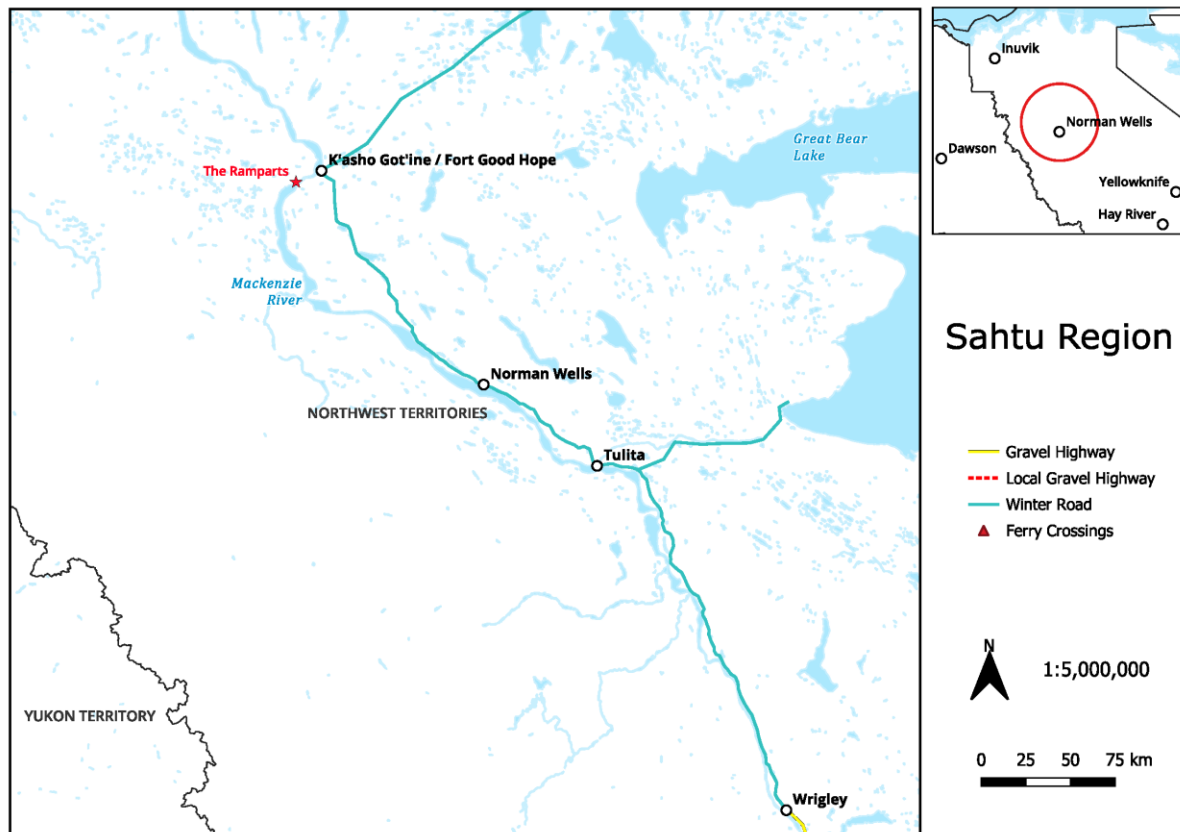 Great Bear
Lake
K'asho Got'ine / Fort Good Hope
The Ramparts
Mackenzie
River
Norman Wells
NORTHWEST TERRITORIES
Tulita
YUKON TERRITORY
Wrigley
Inuvik
Norman Wells
Dawson
Yellowknife
Hay River
Sahtu Region
Gravel Highway
Local Gravel Highway
Winter Road
Ferry Crossings
N
1:5,000,000
0 25 50 75 km